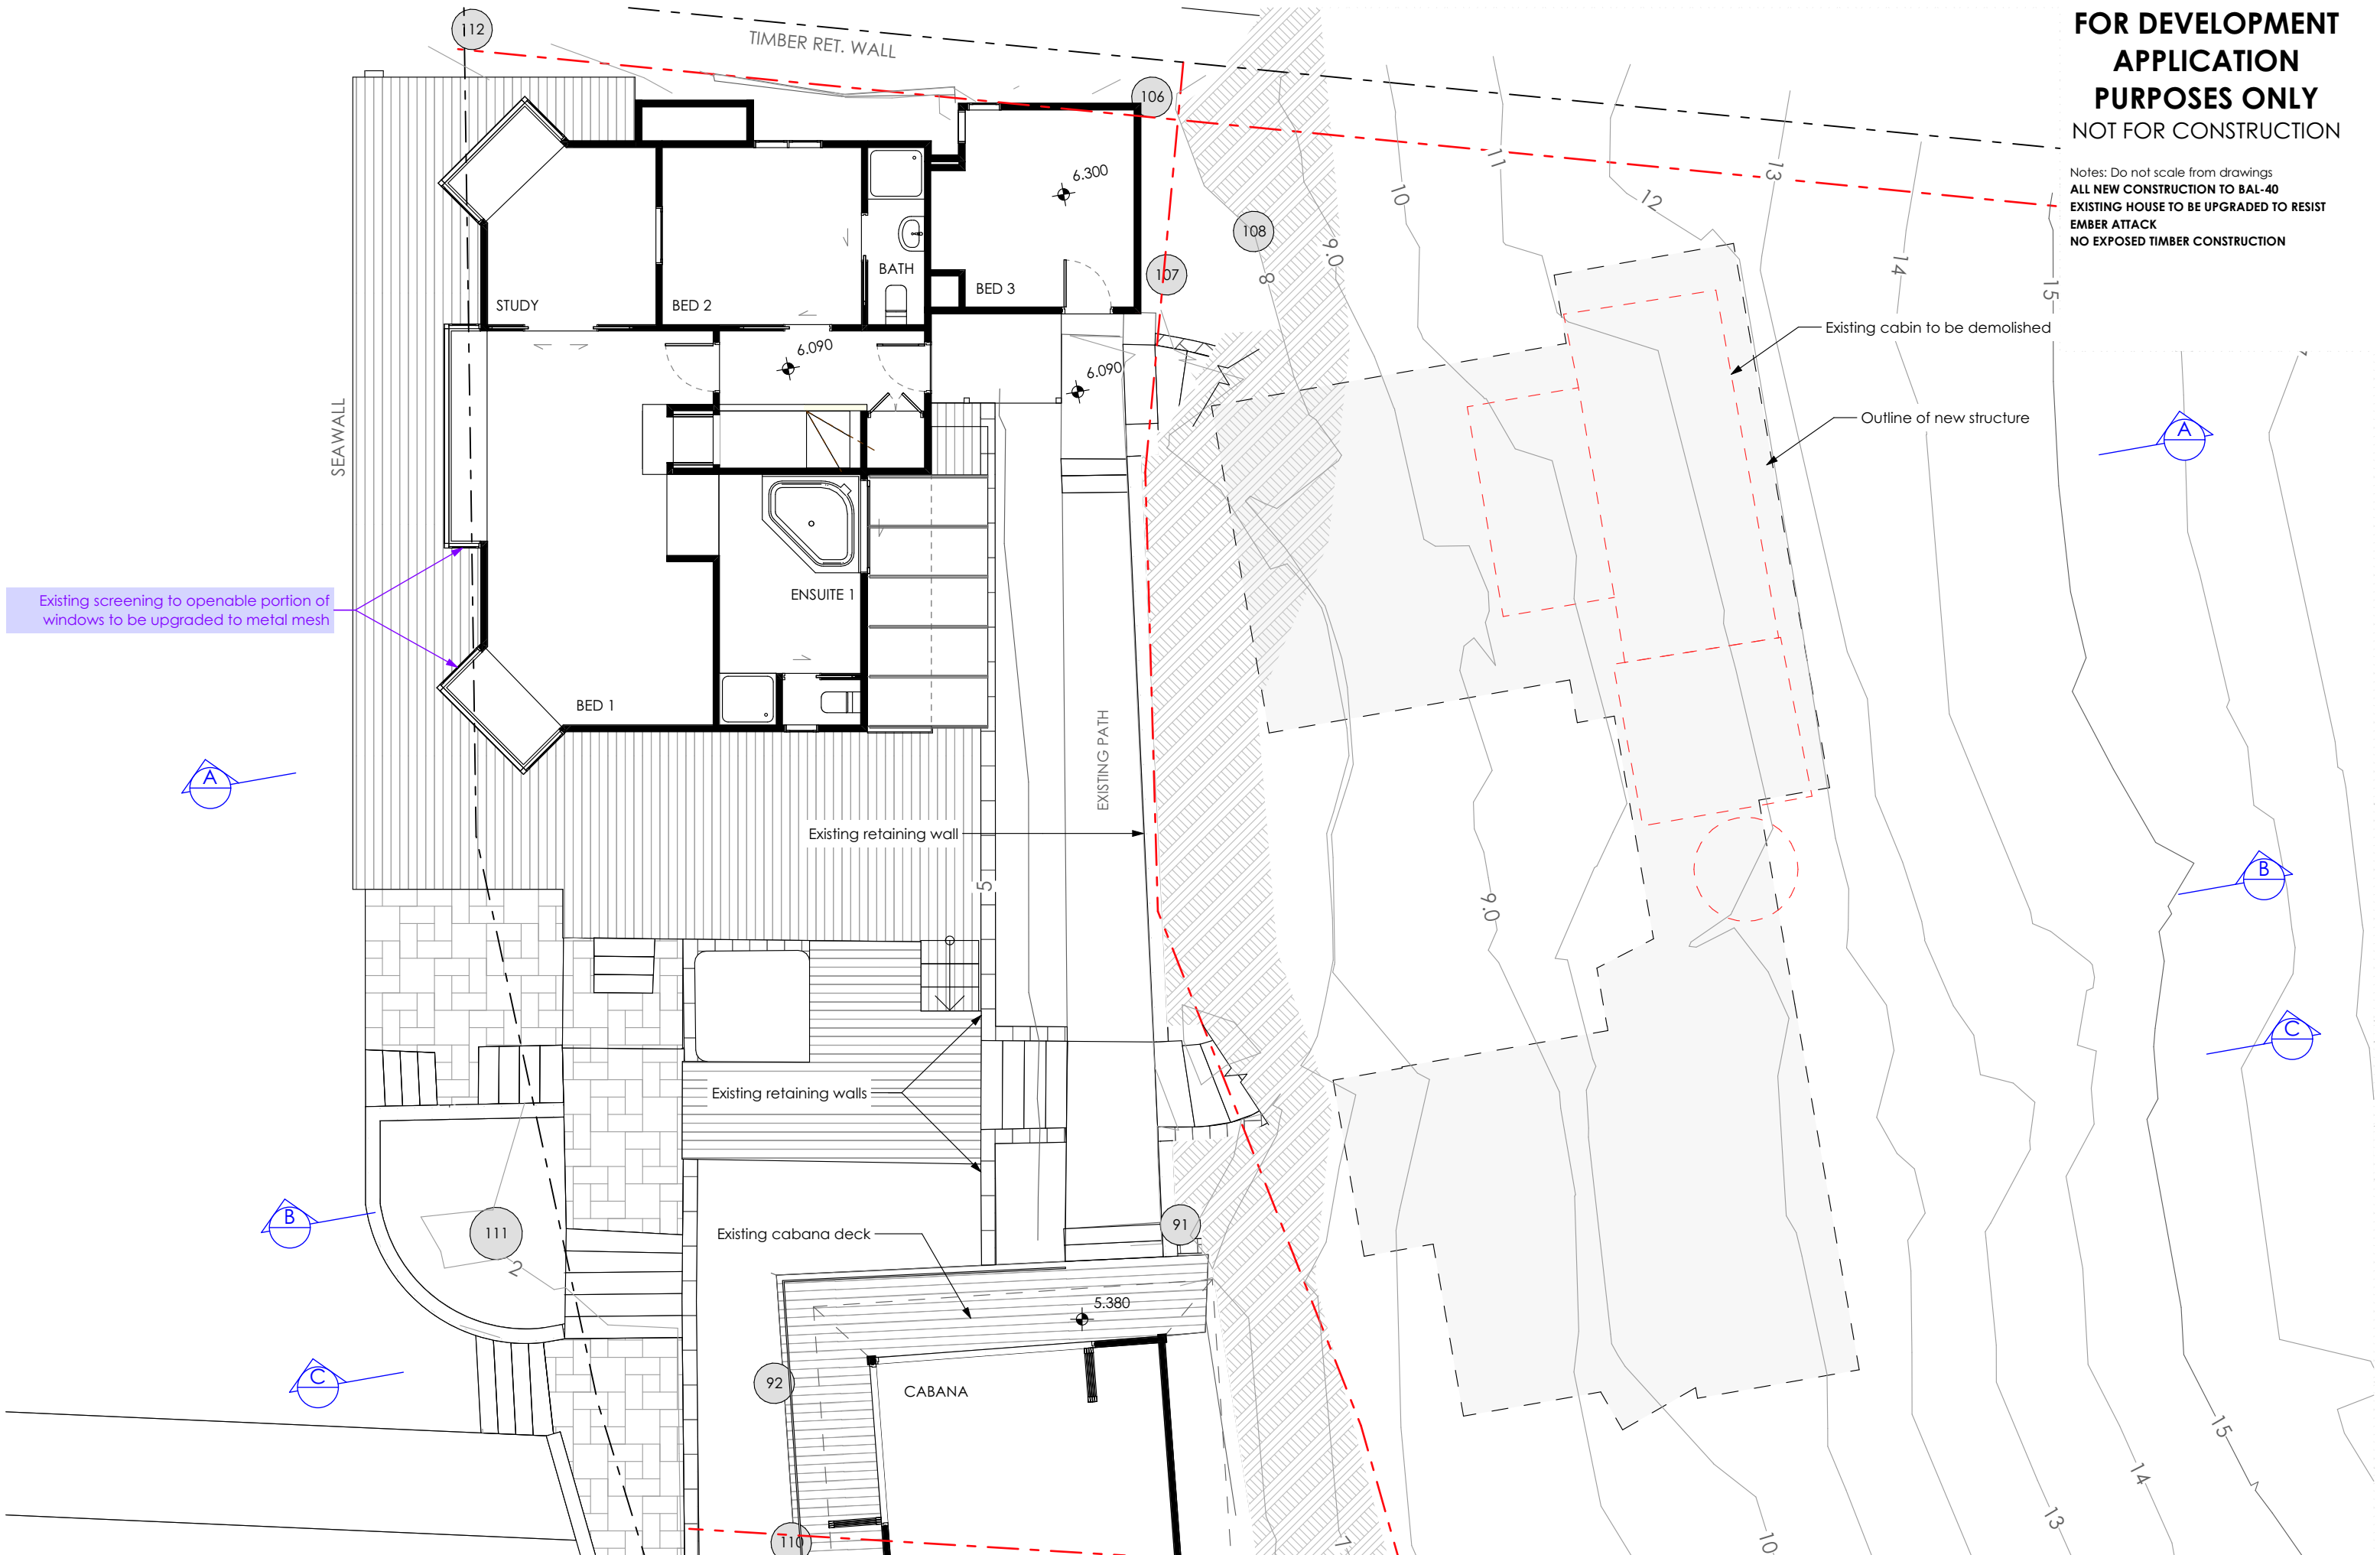 FOR DEVELOPMENT
APPLICATION
PURPOSES ONLY
NOT FOR CONSTRUCTION
Notes: Do not scale from drawings
ALL NEW CONSTRUCTION TO BAL-40
EXISTING HOUSE TO BE UPGRADED TO RESIST
EMBER ATTACK
NO EXPOSED TIMBER CONSTRUCTION
112
TIMBER RET. WALL
106
6.300
108
107
BATH
BED 3
STUDY
BED 2
6.090
6.090
SEAWALL
10
11
12
13
14
15
9.0
8
Existing cabin to be demolished
Outline of new structure
A
Existing screening to openable portion of
windows to be upgraded to metal mesh
ENSUITE 1
BED 1
EXISTING PATH
A
Existing retaining wall
5
9.0
B
C
Existing retaining walls
B
111
2
Existing cabana deck
91
5.380
C
92
CABANA
110
7
10
13
14
15